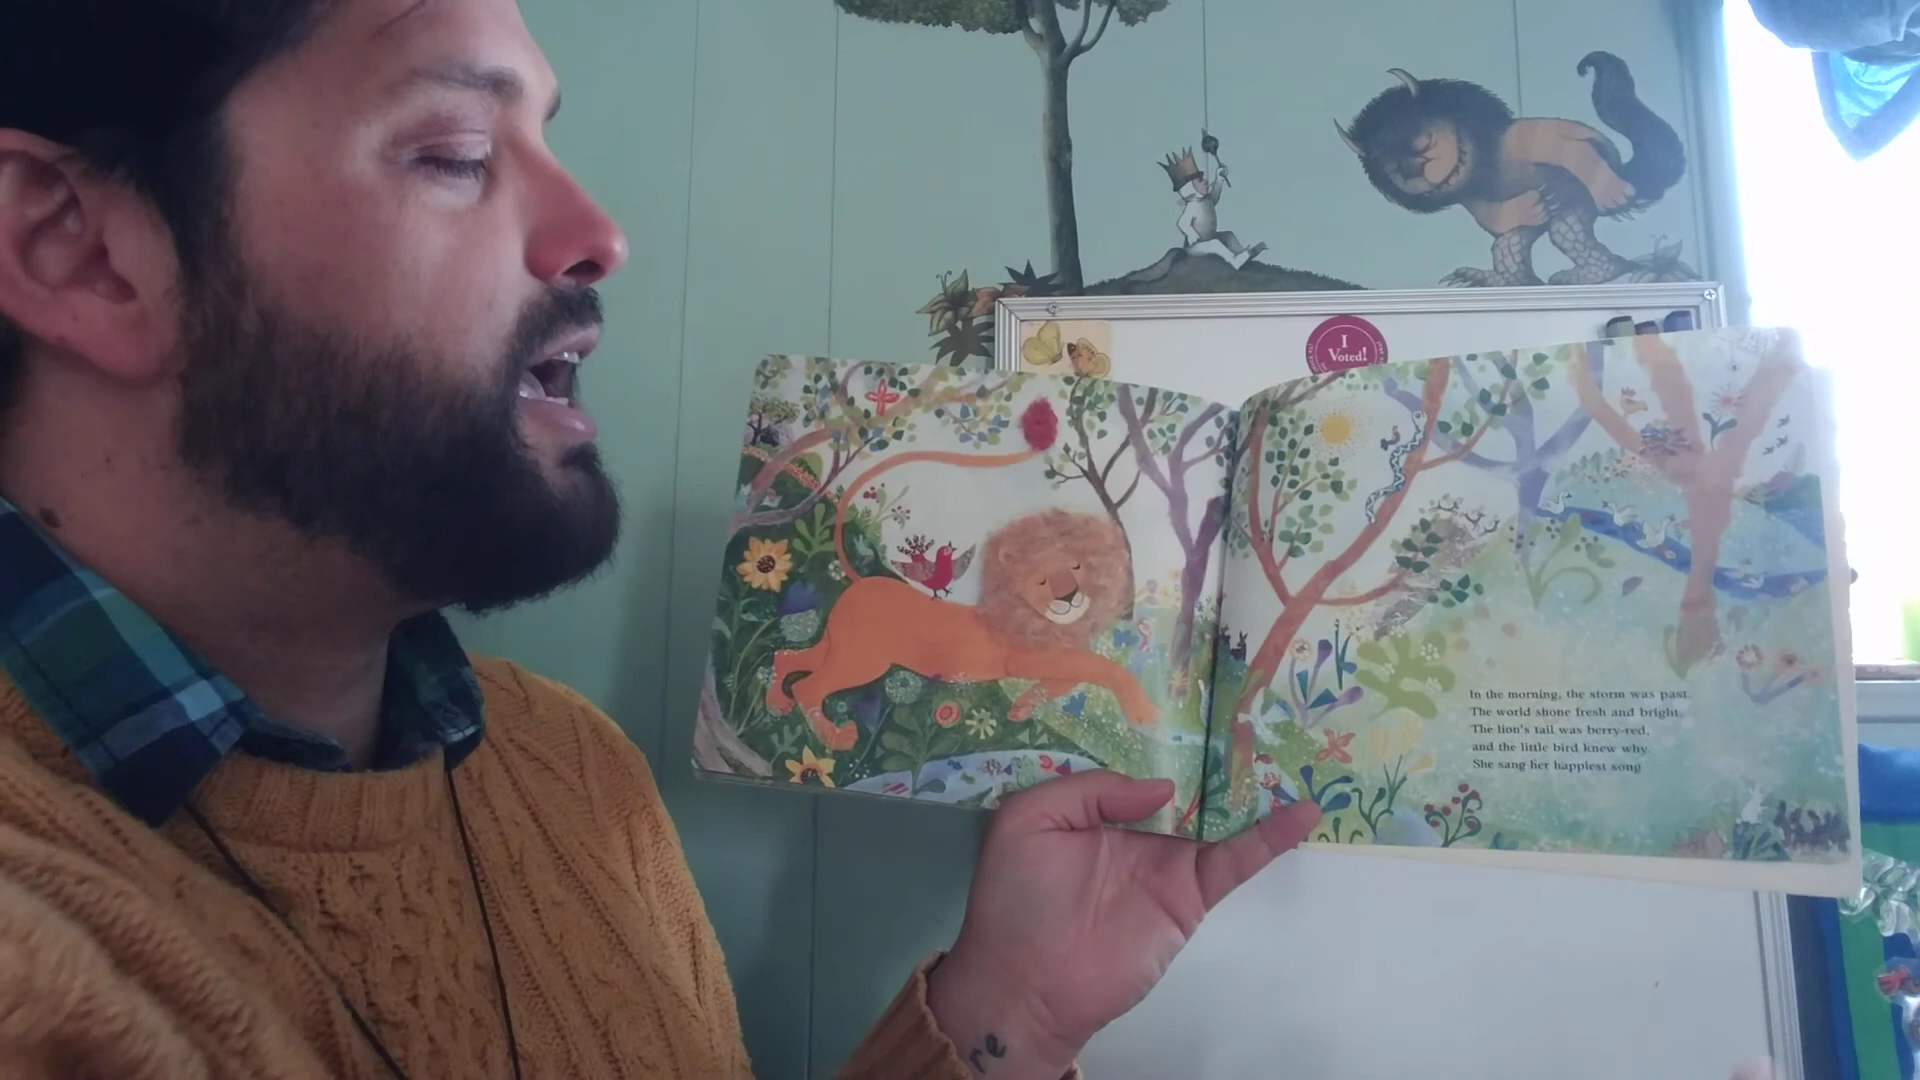 I
Voted!
In the morning, the storm was past.
The world shone fresh and bright.
The lion's tail was berry-red,
and the little bird knew why.
She sang her happiest song
re